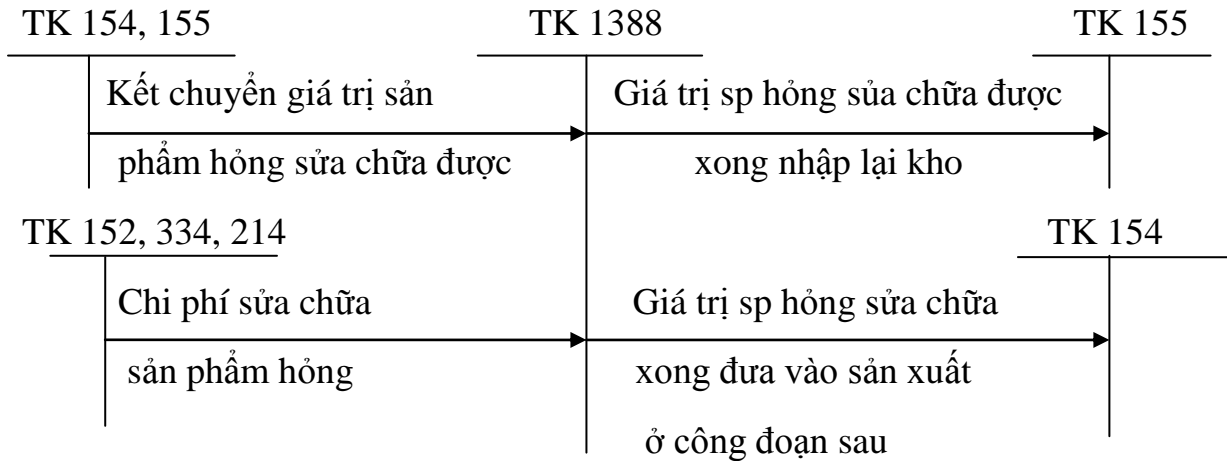 TK 154, 155
TK 1388
TK 155
Kết chuyển giá trị sản
phẩm hỏng sửa chữa được
Giá trị sp hỏng sủa chữa được
xong nhập lại kho
TK 152, 334, 214
TK 154
Chi phí sửa chữa
sản phẩm hỏng
Giá trị sp hỏng sửa chữa
xong đưa vào sản xuất
ở công đoạn sau